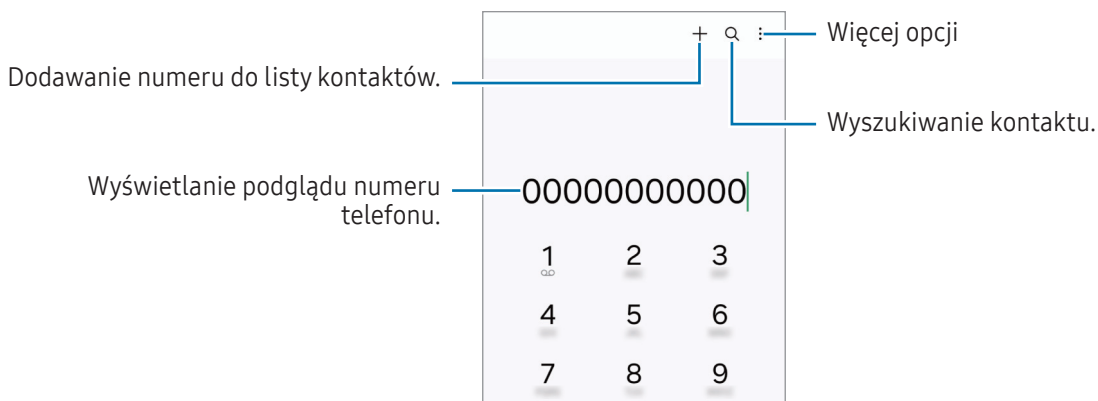 Więcej opcji
Dodawanie numeru do listy kontaktów.
Wyszukiwanie kontaktu.
Wyświetlanie podglądu numeru
telefonu.
00000000000
1 2 3
4 5 6
7 8 9